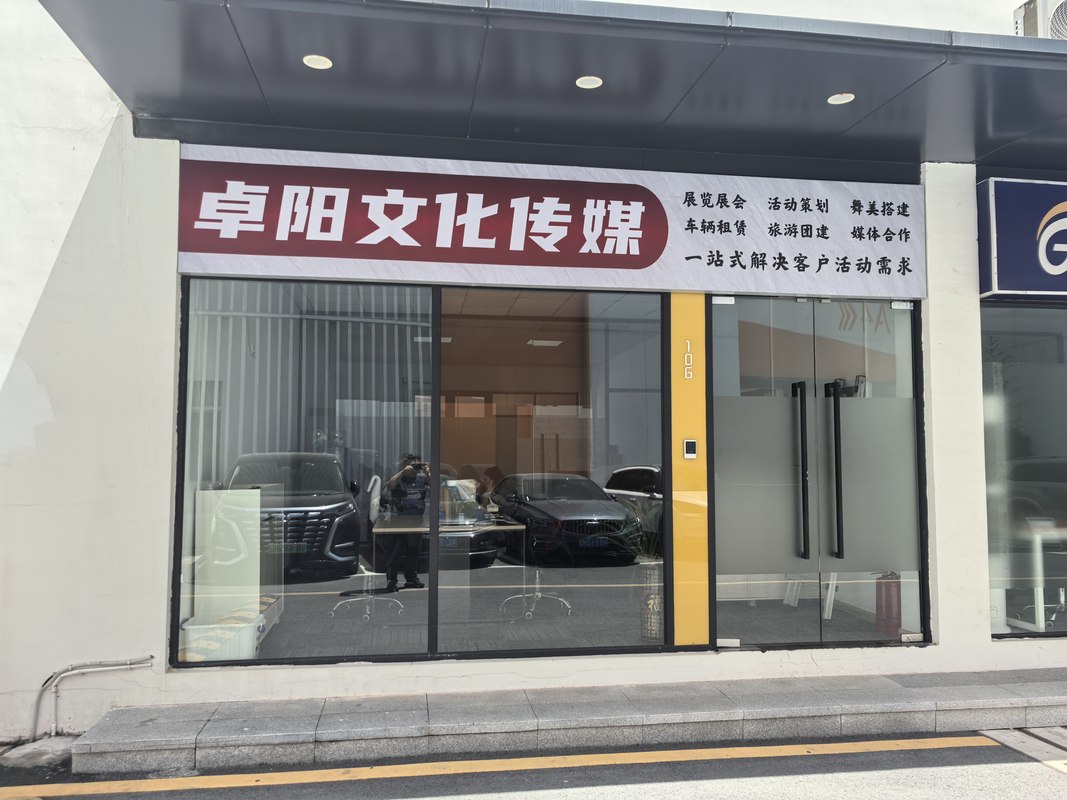 卓阳文化传媒
展览展会 活动策划 舞美搭建
车辆租赁 旅游团建 媒体合作
一站式解决客户活动需求
106
A4
G